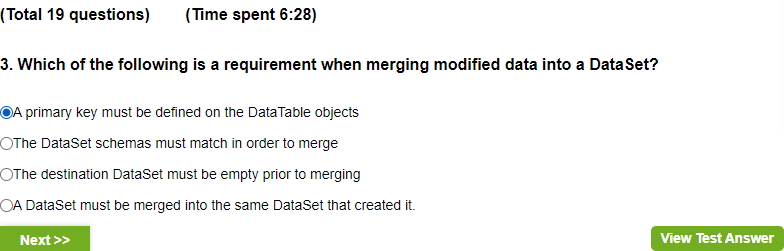 (Total 19 questions) (Time spent 6:28)
3. Which of the following is a requirement when merging modified data into a DataSet?
A primary key must be defined on the DataTable objects
The DataSet schemas must match in order to merge
The destination DataSet must be empty prior to merging
A DataSet must be merged into the same DataSet that created it.
Next >> View Test Answer